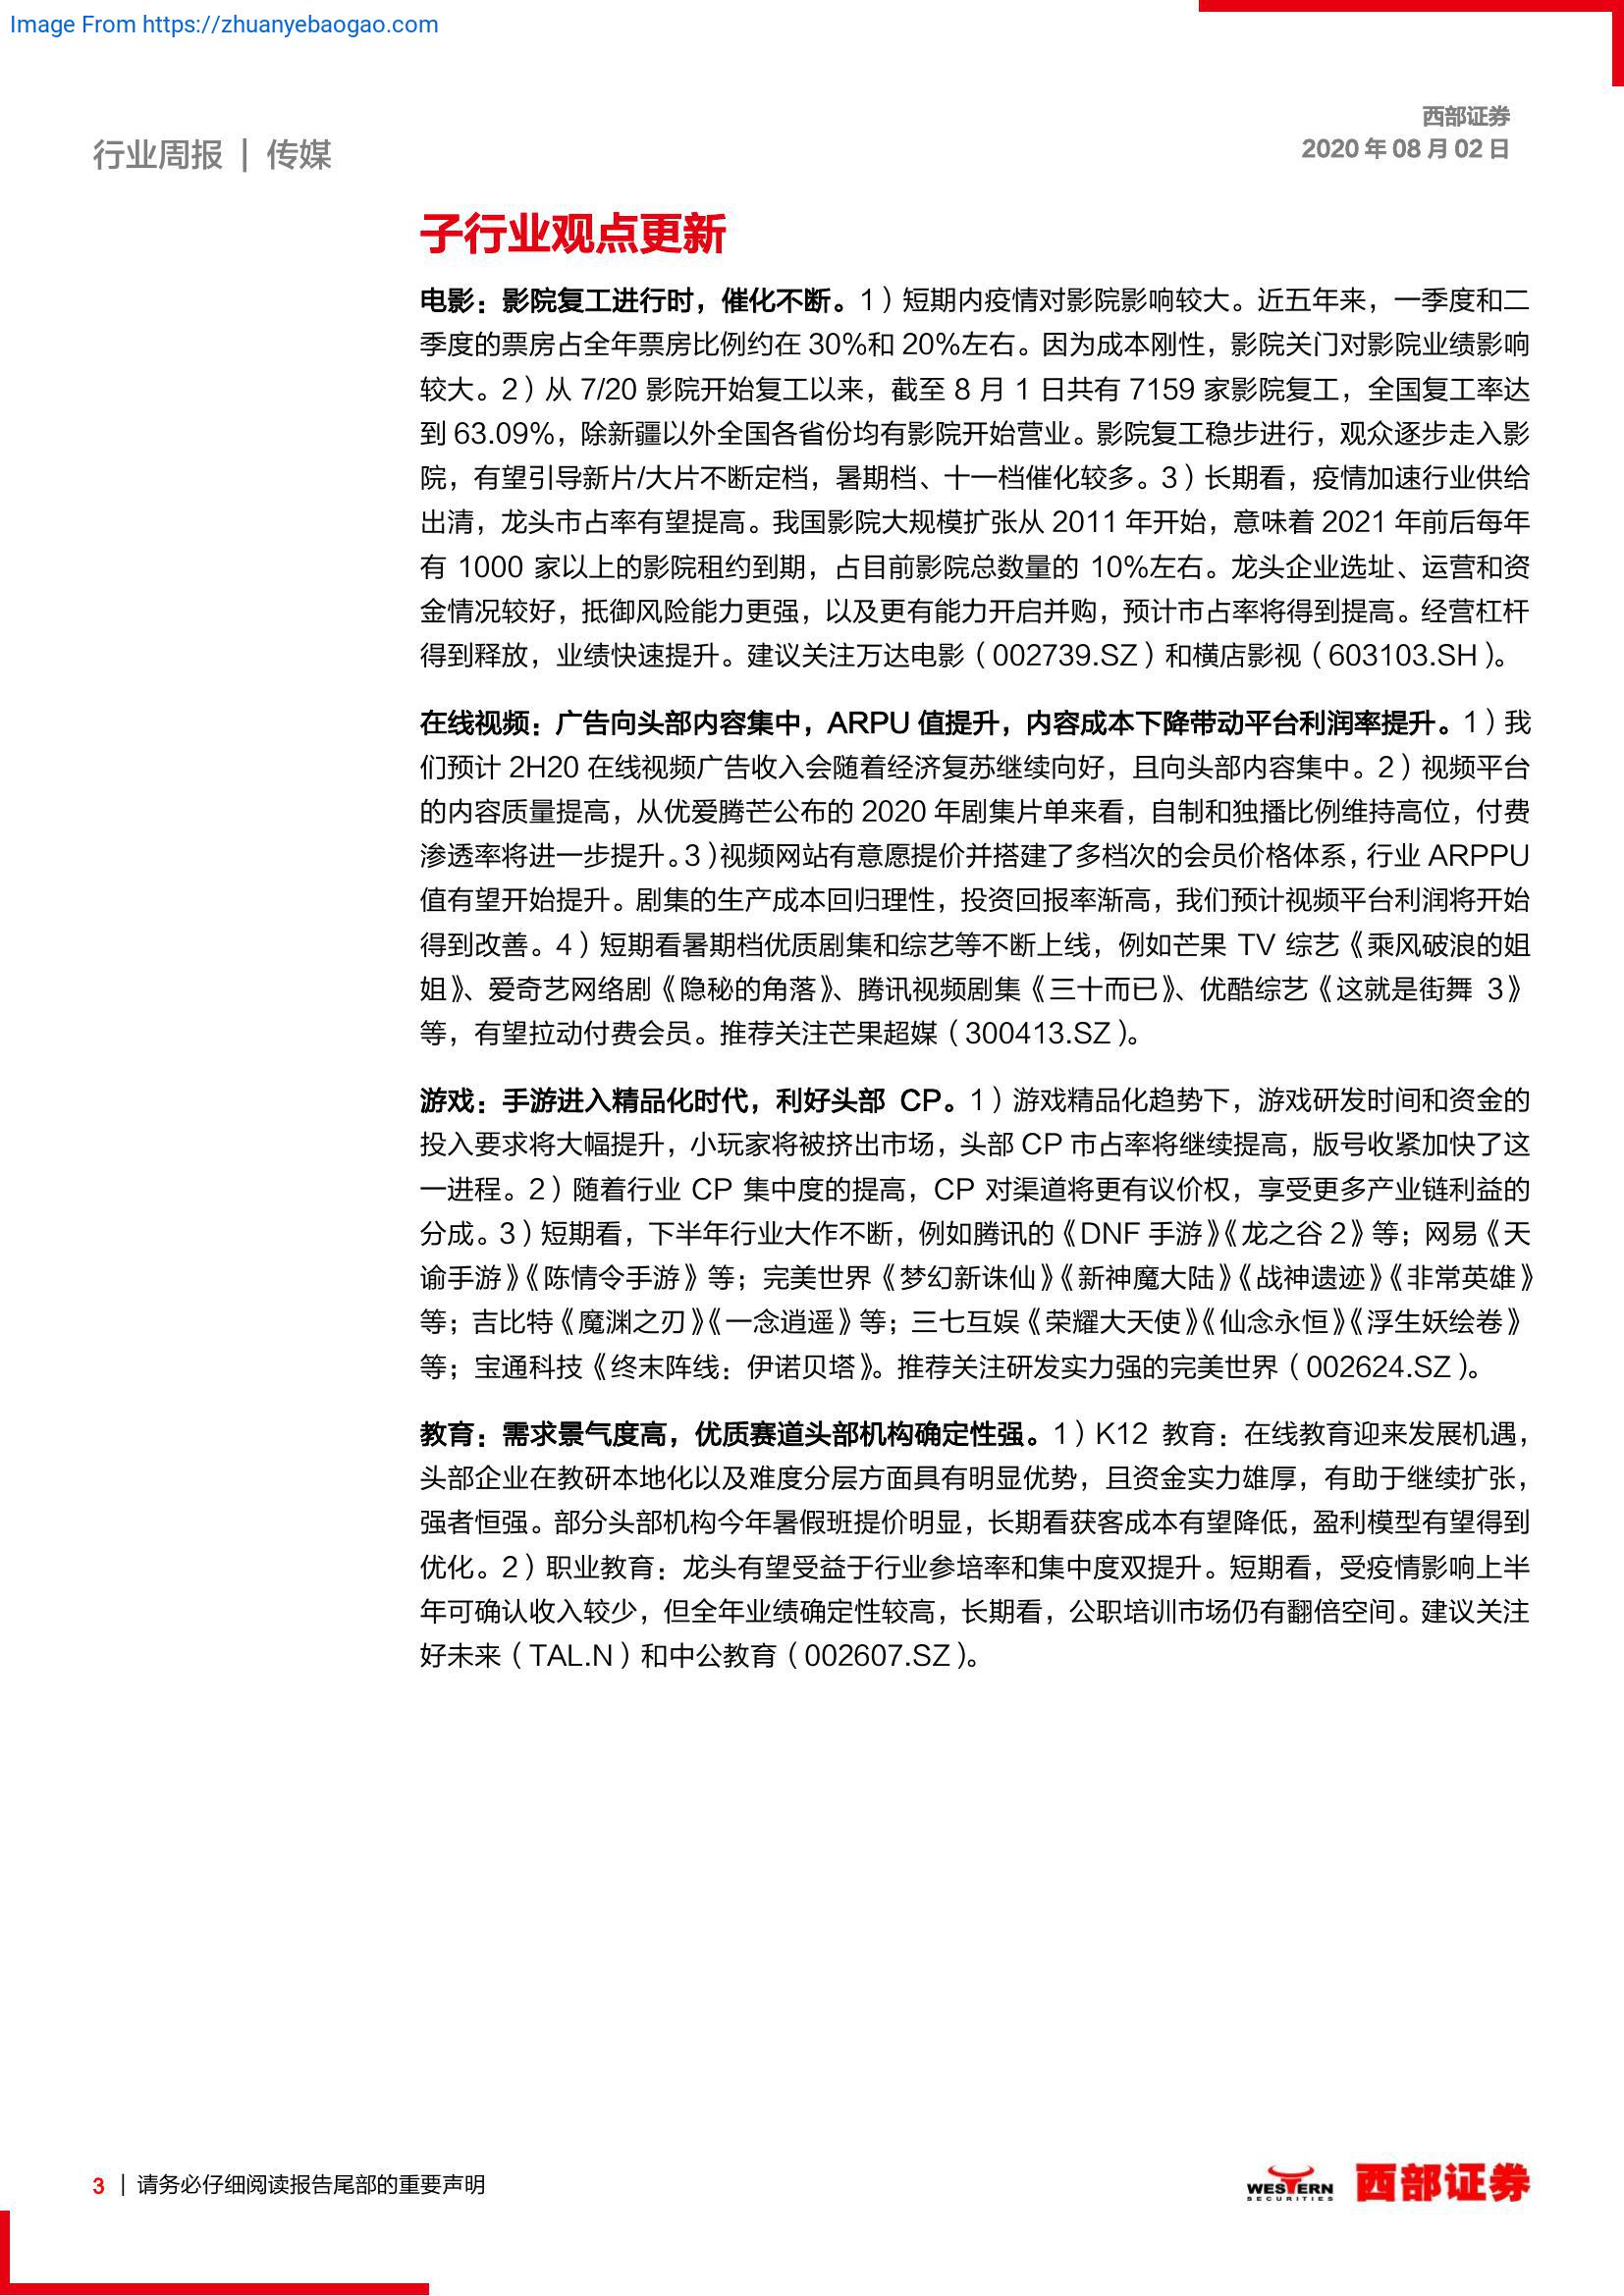 Image From https://zhuanyebaogao.com
西部证券
行业周报 | 传媒
2020 年 08 月 02 日
子行业观点更新
电影：影院复工进行时，催化不断。1）短期内疫情对影院影响较大。近五年来，一季度和二
季度的票房占全年票房比例约在 30%和 20%左右。因为成本刚性，影院关门对影院业绩影响
较大。2）从 7/20 影院开始复工以来，截至 8 月 1 日共有 7159 家影院复工，全国复工率达
到 63.09%，除新疆以外全国各省份均有影院开始营业。影院复工稳步进行，观众逐步走入影
院，有望引导新片/大片不断定档，暑期档、十一档催化较多。3）长期看，疫情加速行业供给
出清，龙头市占率有望提高。我国影院大规模扩张从 2011 年开始，意味着 2021 年前后每年
有 1000 家以上的影院租约到期，占目前影院总数量的 10%左右。龙头企业选址、运营和资
金情况较好，抵御风险能力更强，以及更有能力开启并购，预计市占率将得到提高。经营杠杆
得到释放，业绩快速提升。建议关注万达电影（002739.SZ）和横店影视（603103.SH）。
在线视频：广告向头部内容集中，ARPU 值提升，内容成本下降带动平台利润率提升。1）我
们预计 2H20 在线视频广告收入会随着经济复苏继续向好，且向头部内容集中。2）视频平台
的内容质量提高，从优爱腾芒公布的 2020 年剧集片单来看，自制和独播比例维持高位，付费
渗透率将进一步提升。3）视频网站有意愿提价并搭建了多档次的会员价格体系，行业 ARPPU
值有望开始提升。剧集的生产成本回归理性，投资回报率渐高，我们预计视频平台利润将开始
得到改善。4）短期看暑期档优质剧集和综艺等不断上线，例如芒果 TV 综艺《乘风破浪的姐
姐》、爱奇艺网络剧《隐秘的角落》、腾讯视频剧集《三十而已》、优酷综艺《这就是街舞 3》
等，有望拉动付费会员。推荐关注芒果超媒（300413.SZ）。
游戏：手游进入精品化时代，利好头部 CP。1）游戏精品化趋势下，游戏研发时间和资金的
投入要求将大幅提升，小玩家将被挤出市场，头部 CP 市占率将继续提高，版号收紧加快了这
一进程。2）随着行业 CP 集中度的提高，CP 对渠道将更有议价权，享受更多产业链利益的
分成。3）短期看，下半年行业大作不断，例如腾讯的《DNF 手游》《龙之谷 2》等；网易《天
谕手游》《陈情令手游》等；完美世界《梦幻新诛仙》《新神魔大陆》《战神遗迹》《非常英雄》
等；吉比特《魔渊之刃》《一念逍遥》等；三七互娱《荣耀大天使》《仙念永恒》《浮生妖绘卷》
等；宝通科技《终末阵线：伊诺贝塔》。推荐关注研发实力强的完美世界（002624.SZ）。
教育：需求景气度高，优质赛道头部机构确定性强。1）K12 教育：在线教育迎来发展机遇，
头部企业在教研本地化以及难度分层方面具有明显优势，且资金实力雄厚，有助于继续扩张，
强者恒强。部分头部机构今年暑假班提价明显，长期看获客成本有望降低，盈利模型有望得到
优化。2）职业教育：龙头有望受益于行业参培率和集中度双提升。短期看，受疫情影响上半
年可确认收入较少，但全年业绩确定性较高，长期看，公职培训市场仍有翻倍空间。建议关注
好未来（TAL.N）和中公教育（002607.SZ）。
3 | 请务必仔细阅读报告尾部的重要声明
WESTERN
SECURITIES
西部证券